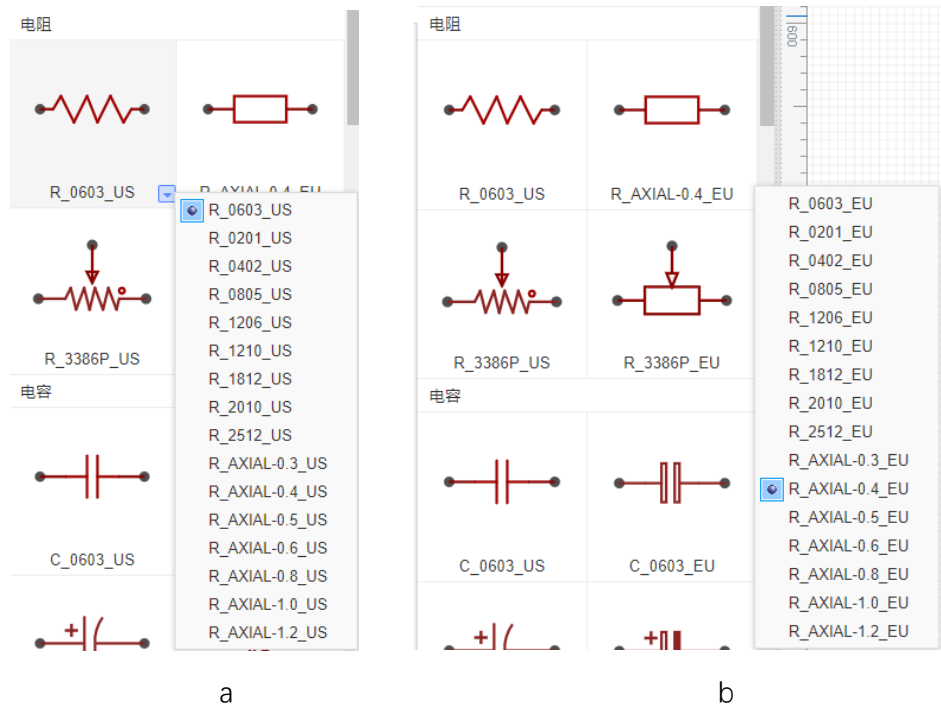 电阻
R_0603_US
R_AXIAL-0.4_EU
R_3386P_US
电容
C_0603_US
+
R_0603_US
R_0201_US
R_0402_US
R_0805_US
R_1206_US
R_1210_US
R_1812_US
R_2010_US
R_2512_US
R_AXIAL-0.3_US
R_AXIAL-0.4_US
R_AXIAL-0.5_US
R_AXIAL-0.6_US
R_AXIAL-0.8_US
R_AXIAL-1.0_US
R_AXIAL-1.2_US
a
电阻
R_0603_US
R_AXIAL-0.4_EU
R_3386P_US
R_3386P_EU
电容
C_0603_US
C_0603_EU
+
+
600
R_0603_EU
R_0201_EU
R_0402_EU
R_0805_EU
R_1206_EU
R_1210_EU
R_1812_EU
R_2010_EU
R_2512_EU
R_AXIAL-0.3_EU
R_AXIAL-0.4_EU
R_AXIAL-0.5_EU
R_AXIAL-0.6_EU
R_AXIAL-0.8_EU
R_AXIAL-1.0_EU
R_AXIAL-1.2_EU
b